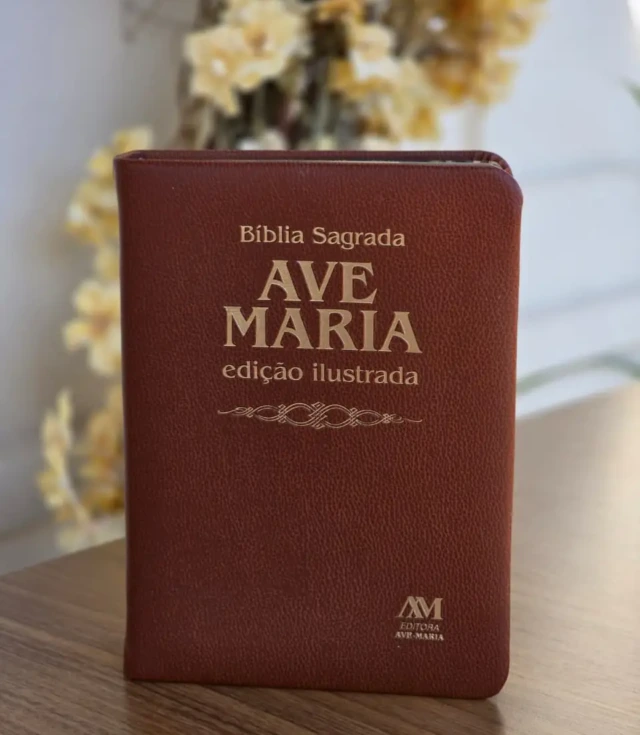 Bíblia Sagrada
AVE
MARIA
edição ilustrada
AM
EDITORA
AVE-MARIA